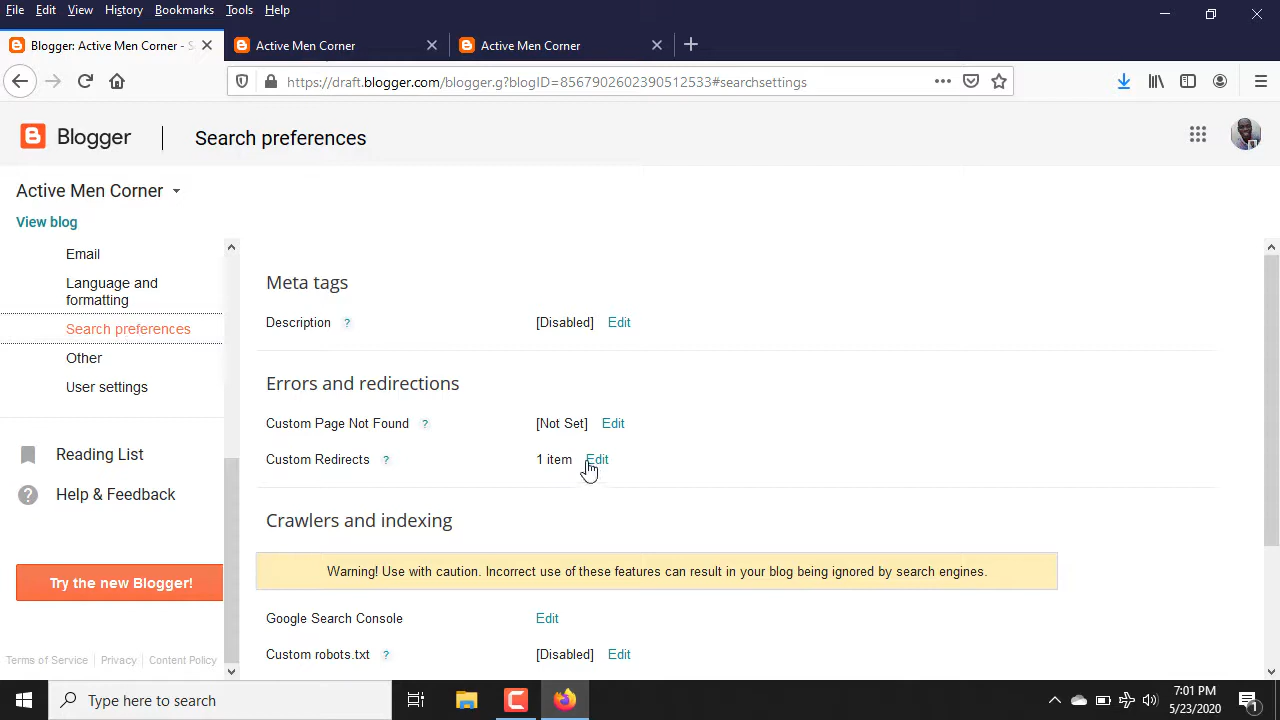 File Edit View History Bookmarks Tools Help
Blogger: Active Men Corner - S
Active Men Corner
Active Men Corner
https://draft.blogger.com/blogger.g?blogID=8567902602390512533#searchsettings
Blogger
Search preferences
Active Men Corner
View blog
Email
Language and
formatting
Search preferences
Other
User settings
Reading List
Help & Feedback
Try the new Blogger!
Terms of Service Privacy Content Policy
Meta tags
Description ? [Disabled] Edit
Errors and redirections
Custom Page Not Found ? [Not Set] Edit
Custom Redirects ? 1 item Edit
Crawlers and indexing
Warning! Use with caution. Incorrect use of these features can result in your blog being ignored by search engines.
Google Search Console Edit
Custom robots.txt ? [Disabled] Edit
Type here to search
7:01 PM
5/23/2020
1